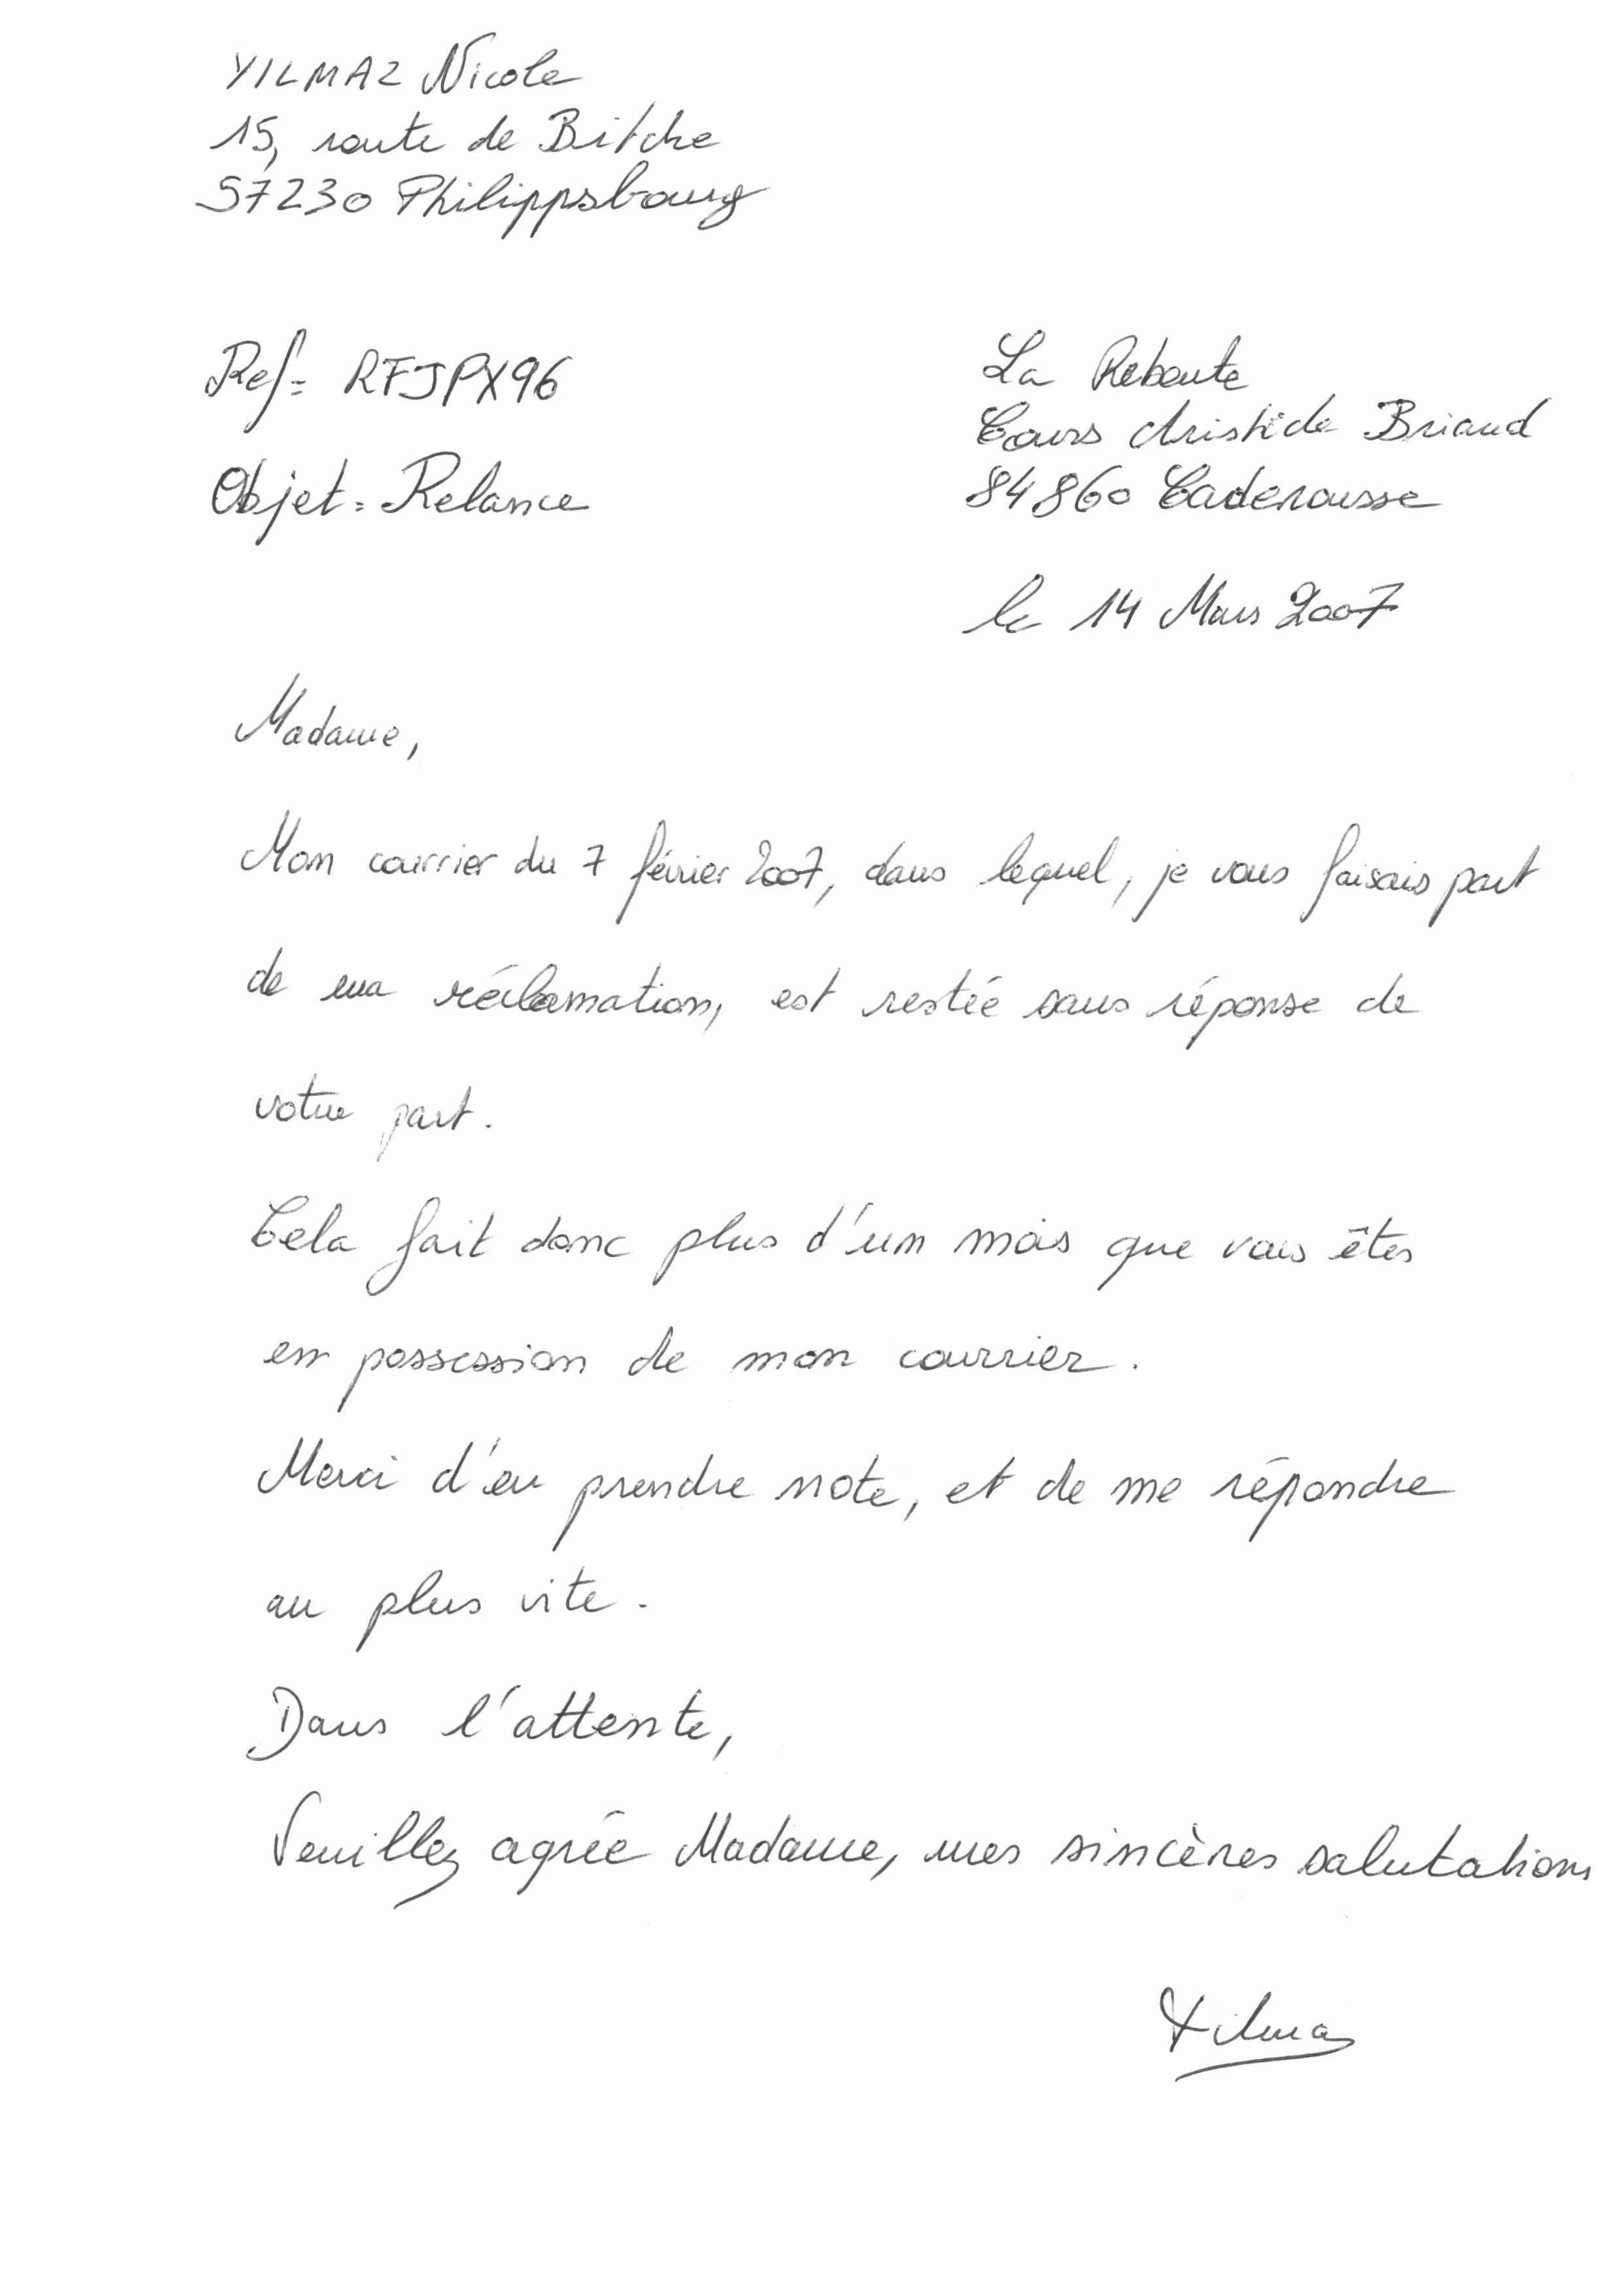 YILMAZ Nicole
15, route de Bitche
57230 Philippsbourg
Ref: RFJPX96
La Reboute
Cours Aristide Briand
84860 Caderousse
Objet: Relance
le 14 Mars 2007
Madame,
Mon courrier du 7 février 2007, dans lequel, je vous faisais part
de ma réclamation, est restée sans réponse de
votre part.
Cela fait donc plus d'un mois que vous êtes
en possession de mon courrier.
Merci d'en prendre note, et de me répondre
au plus vite.
Dans l'attente,
Veuillez agrée Madame, mes sincères salutations
Yilmaz